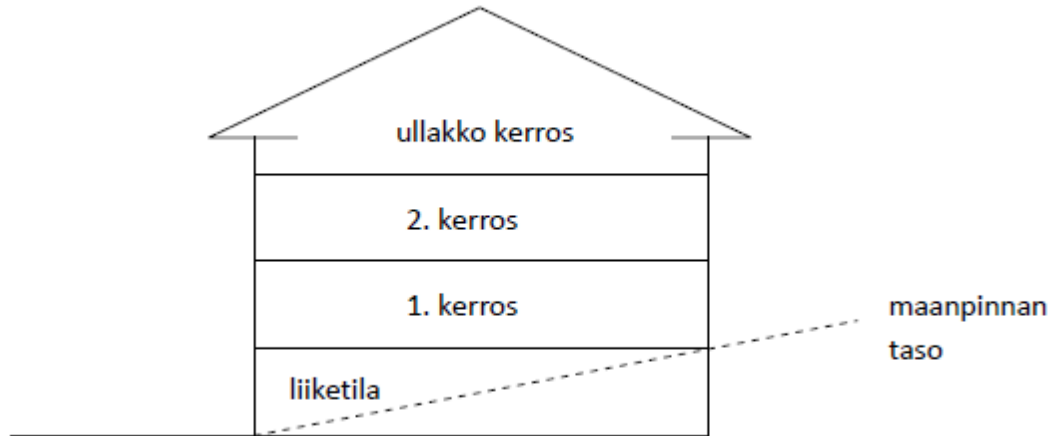 ullakko kerros
2. kerros
1. kerros
maanpinnan
taso
liiketila